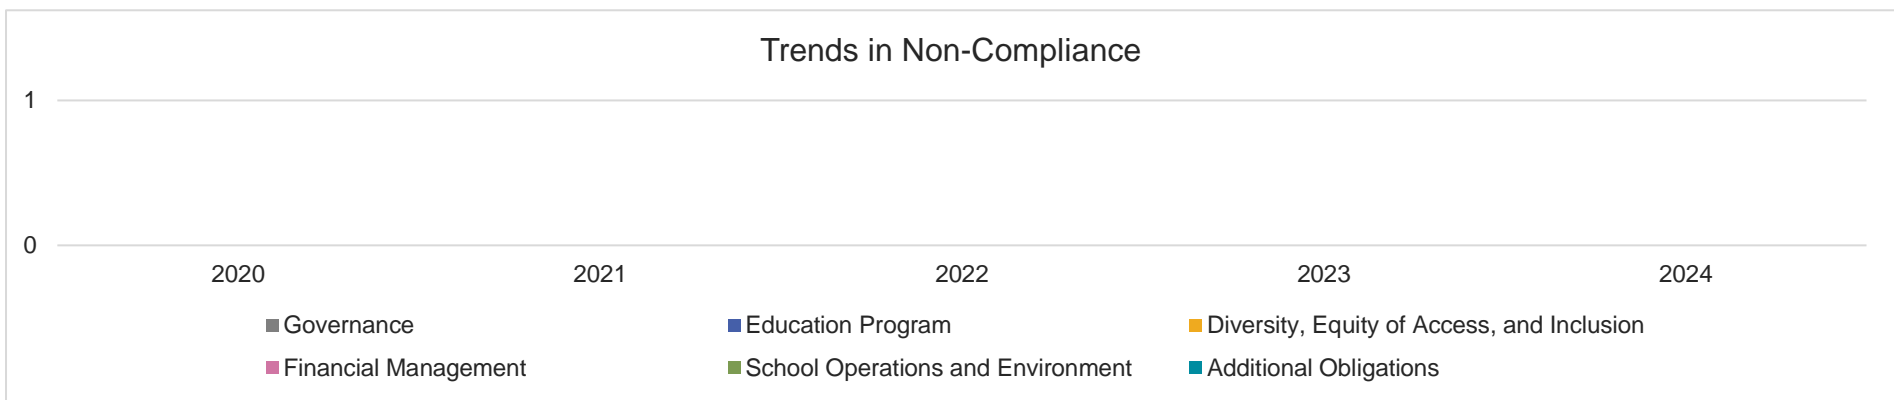 Trends in Non-Compliance
1
0
2020 2021 2022 2023 2024
Governance Education Program Diversity, Equity of Access, and Inclusion
Financial Management School Operations and Environment Additional Obligations